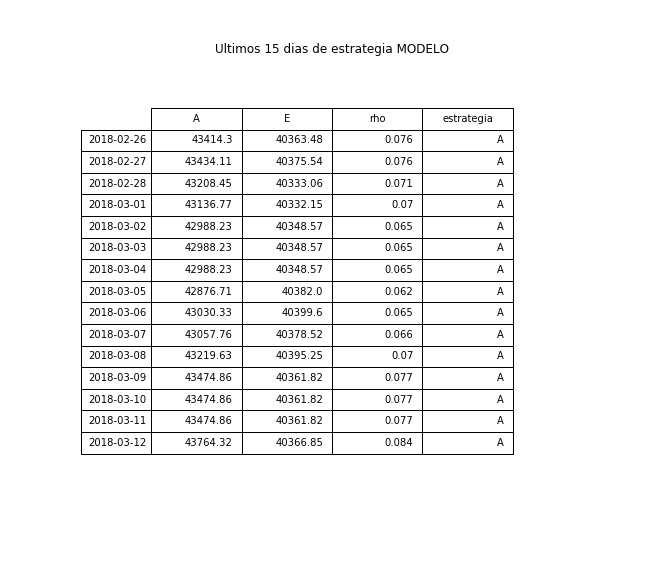 Ultimos 15 dias de estrategia MODELO
A E rho estrategia
2018-02-26 43414.3 40363.48 0.076 A
2018-02-27 43434.11 40375.54 0.076 A
2018-02-28 43208.45 40333.06 0.071 A
2018-03-01 43136.77 40332.15 0.07 A
2018-03-02 42988.23 40348.57 0.065 A
2018-03-03 42988.23 40348.57 0.065 A
2018-03-04 42988.23 40348.57 0.065 A
2018-03-05 42876.71 40382.0 0.062 A
2018-03-06 43030.33 40399.6 0.065 A
2018-03-07 43057.76 40378.52 0.066 A
2018-03-08 43219.63 40395.25 0.07 A
2018-03-09 43474.86 40361.82 0.077 A
2018-03-10 43474.86 40361.82 0.077 A
2018-03-11 43474.86 40361.82 0.077 A
2018-03-12 43764.32 40366.85 0.084 A